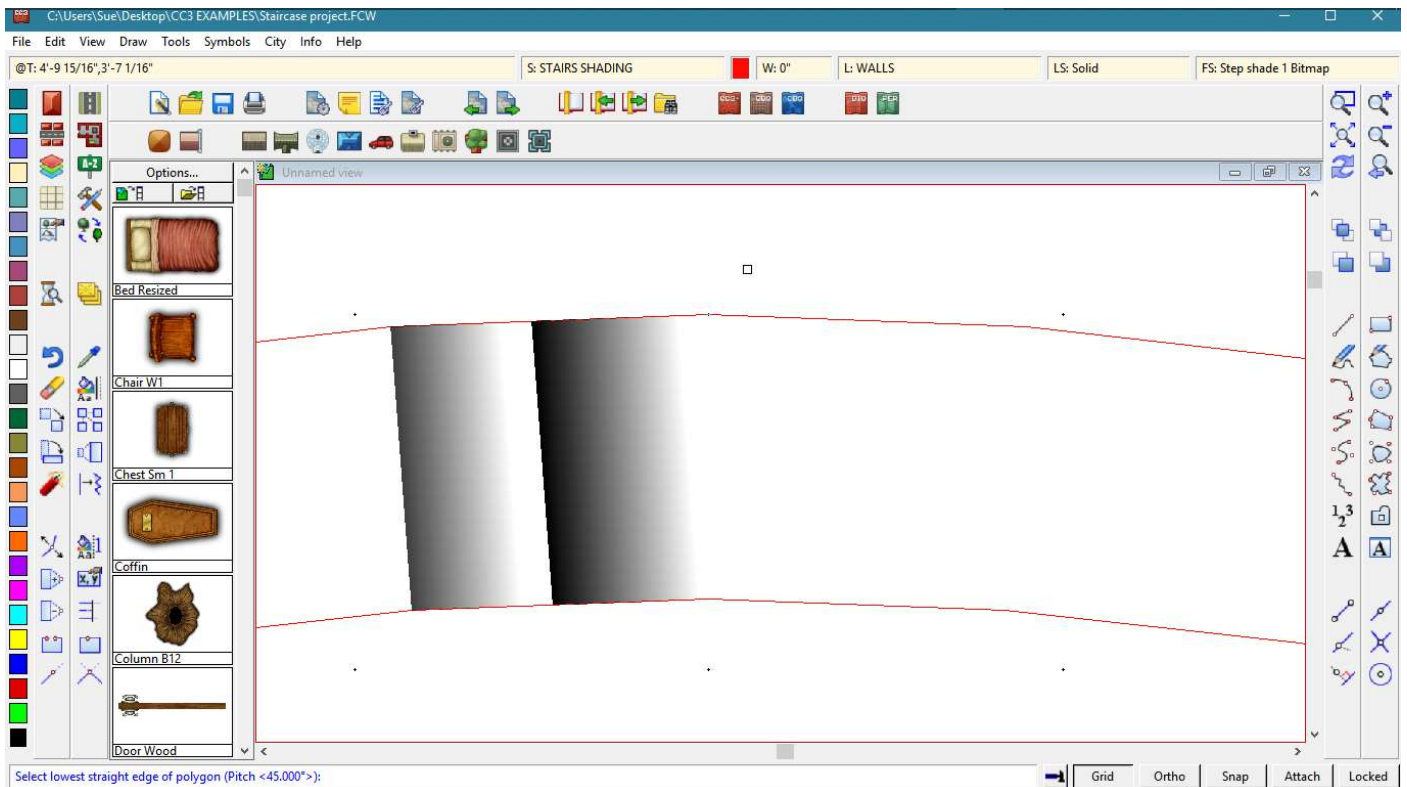 C:\Users\Sue\Desktop\CC3 EXAMPLES\Staircase project.FCW
File Edit View Draw Tools Symbols City Info Help
@T: 4'-9 15/16",3'-7 1/16" S: STAIRS SHADING W: 0" L: WALLS LS: Solid FS: Step shade 1 Bitmap
Options...
Unnamed view
Bed Resized
Chair W1
Chest Sm 1
Coffin
Column B12
Door Wood
Select lowest straight edge of polygon (Pitch <45.000°>):
Grid Ortho Snap Attach Locked